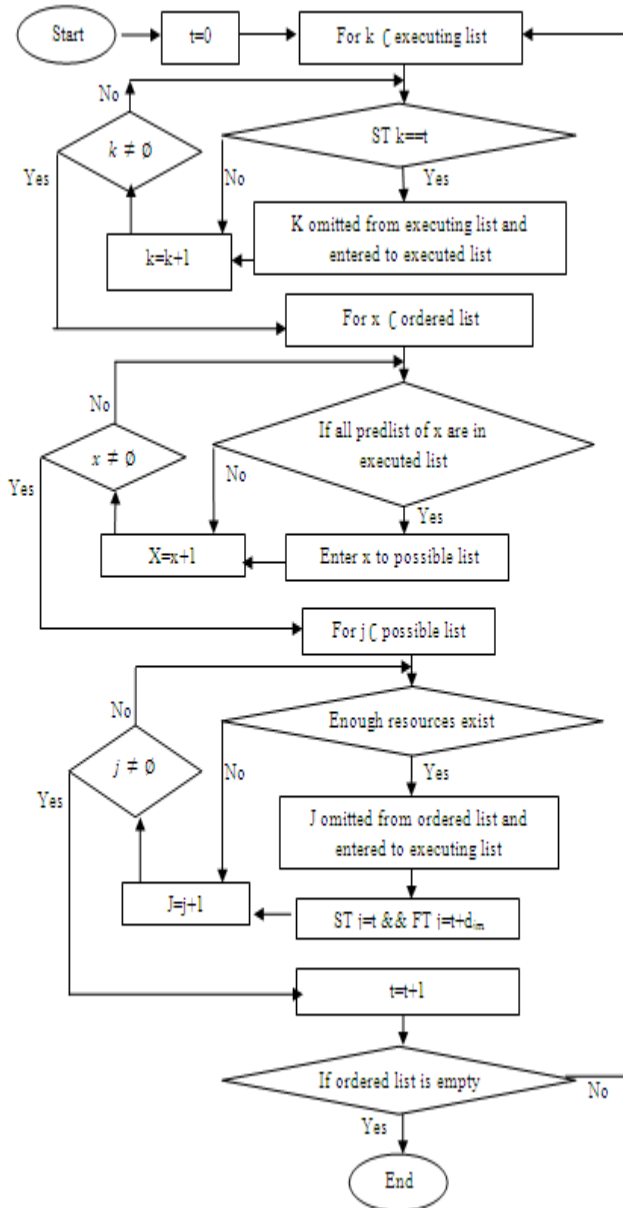 Start
t=0
For k ( executing list
No
k ≠ ∅
ST k==t
Yes
No
Yes
K omitted from executing list and
entered to executed list
k=k+1
For x ( ordered list
No
If all predlist of x are in
executed list
x ≠ ∅
Yes
No
Yes
X=x+1
Enter x to possible list
For j ( possible list
No
Enough resources exist
j ≠ ∅
No
Yes
Yes
J omitted from ordered list and
entered to executing list
J=j+1
ST j=t && FT j=t+d
t=t+1
If ordered list is empty
No
Yes
End